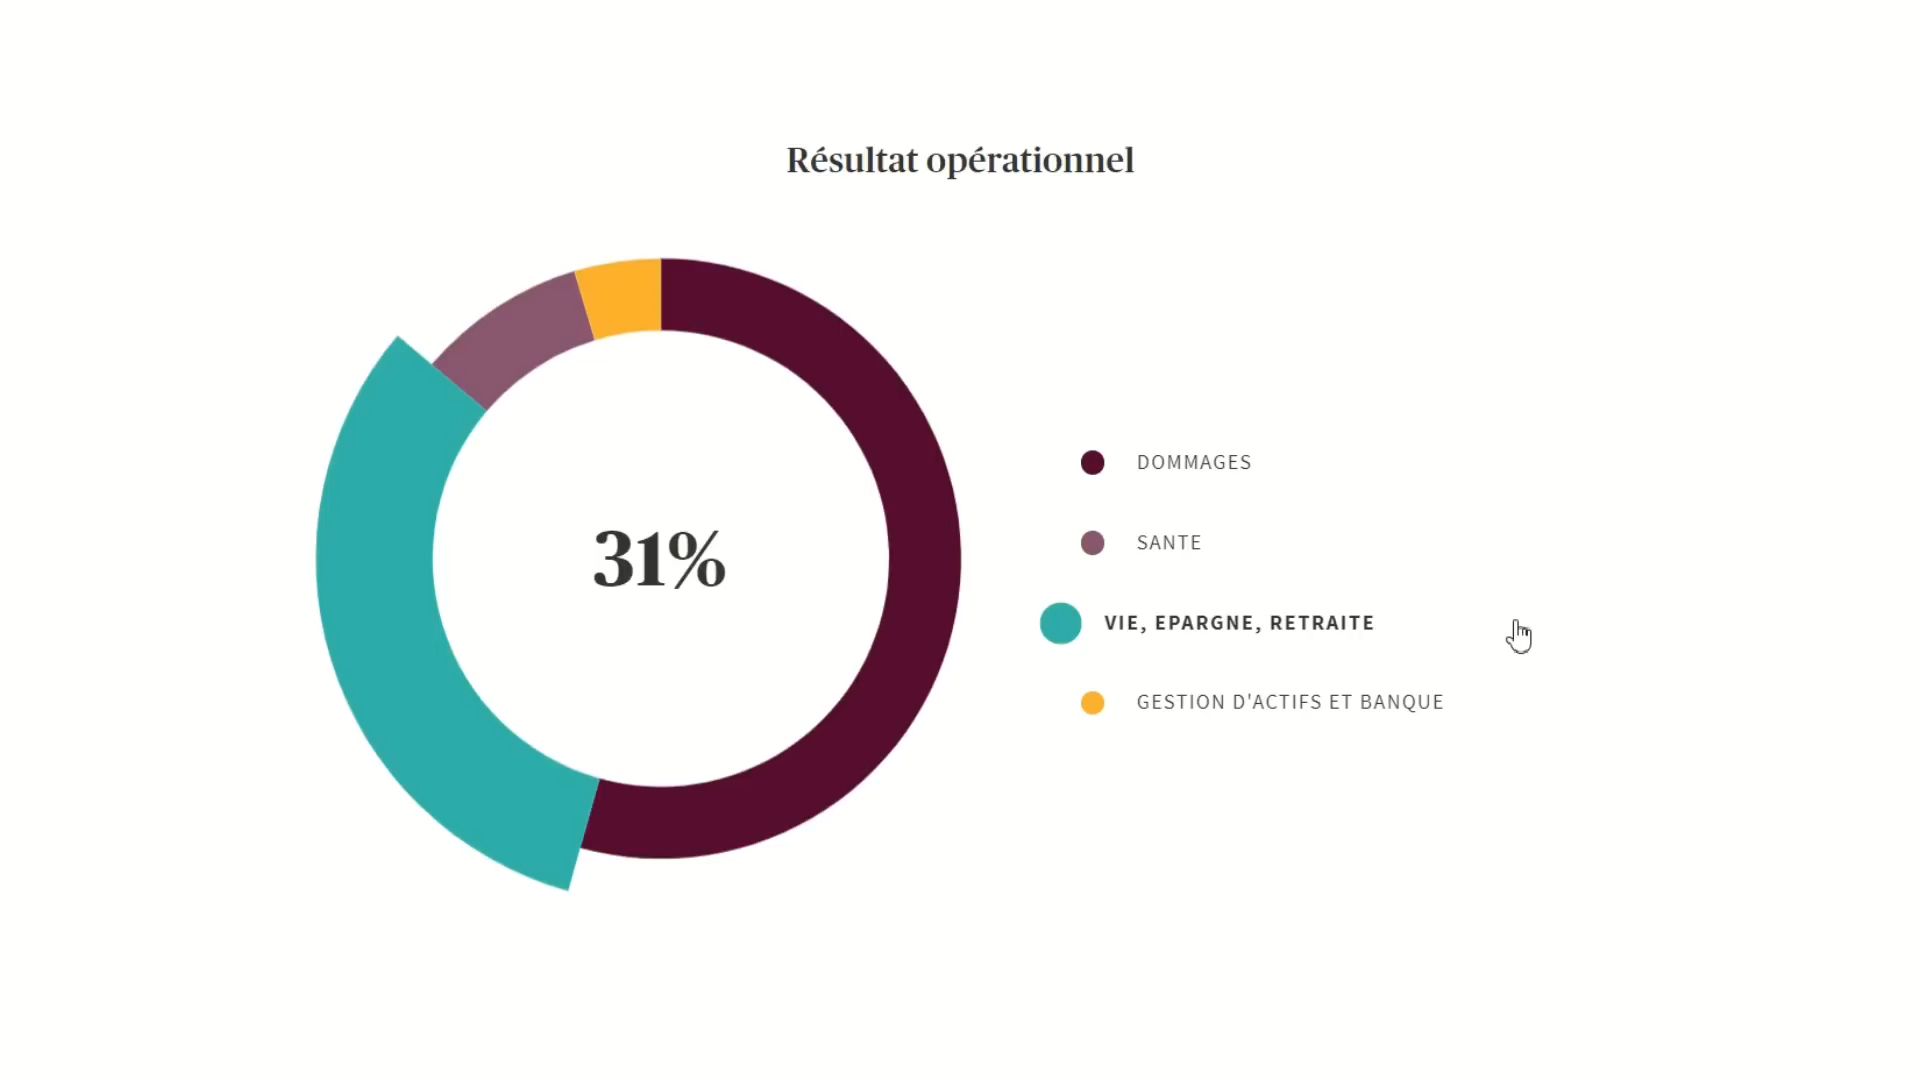 Résultat opérationnel
31%
DOMMAGES
SANTE
VIE, EPARGNE, RETRAITE
GESTION D'ACTIFS ET BANQUE